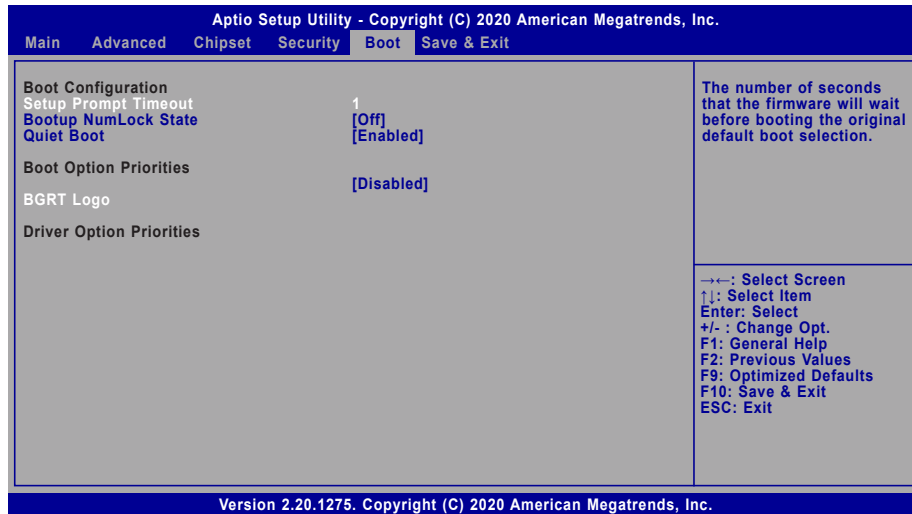 Aptio Setup Utility - Copyright (C) 2020 American Megatrends, Inc.
Main Advanced Chipset Security Boot Save & Exit
Boot Configuration
Setup Prompt Timeout 1
Bootup NumLock State [Off]
Quiet Boot [Enabled]
Boot Option Priorities
[Disabled]
BGRT Logo
Driver Option Priorities
The number of seconds
that the firmware will wait
before booting the original
default boot selection.
→←: Select Screen
↑↓: Select Item
Enter: Select
+/- : Change Opt.
F1: General Help
F2: Previous Values
F9: Optimized Defaults
F10: Save & Exit
ESC: Exit
Version 2.20.1275. Copyright (C) 2020 American Megatrends, Inc.